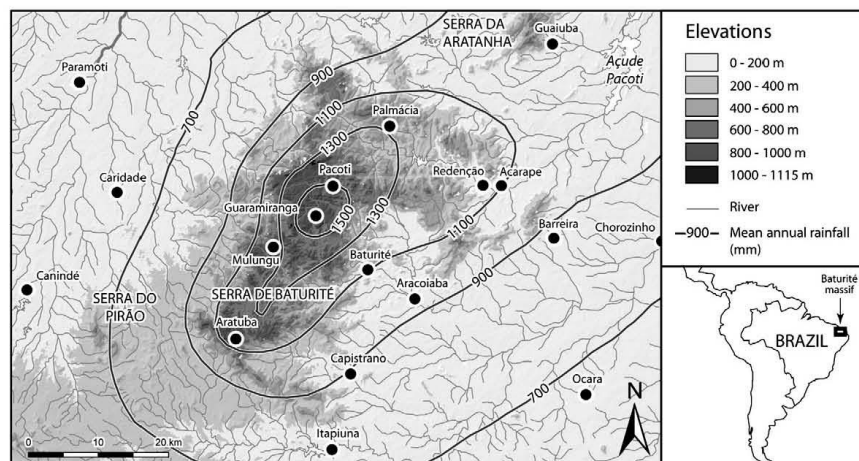 SERRA DA
ARATANHA
Guaiuba
Açude
Pacoti
Paramoti
900
700
1100
Palmácia
1300
Pacoti
Redenção
Acarape
Caridade
Guaramiranga
1500
1300
1100
Barreira
Chorozinho
Mulungu
Baturité
900
Canindé
SERRA DO
PIRÃO
SERRA DE BATURITÉ
Aracoiaba
Aratuba
Capistrano
700
Ocara
N
Itapiuna
0 10 20 km
Elevations
0 - 200 m
200 - 400 m
400 - 600 m
600 - 800 m
800 - 1000 m
1000 - 1115 m
River
900 Mean annual rainfall
(mm)
Baturité
massif
BRAZIL